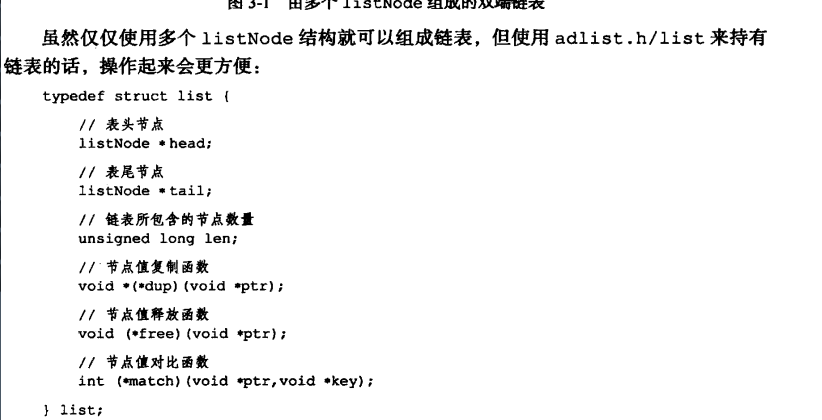 图 3-1 由多个 listNode 组成的双端链表
虽然仅仅使用多个 listNode 结构就可以组成链表，但使用 adlist.h/list 来持有
链表的话，操作起来会更方便：
typedef struct list {
// 表头节点
listNode *head;
// 表尾节点
listNode *tail;
// 链表所包含的节点数量
unsigned long len;
// 节点值复制函数
void *(*dup)(void *ptr);
// 节点值释放函数
void (*free)(void *ptr);
// 节点值对比函数
int (*match)(void *ptr,void *key);
} list;